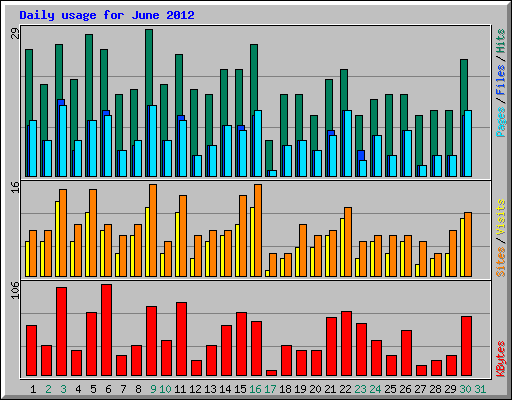 Daily usage for June 2012
29
Pages/Files/Hits
16
Sites/Visits
106
KBytes
1 2 3 4 5 6 7 8 9 10 11 12 13 14 15 16 17 18 19 20 21 22 23 24 25 26 27 28 29 30 31